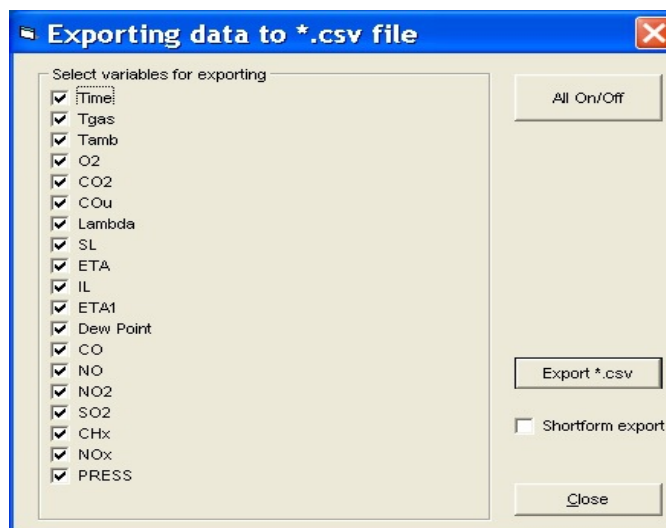 Exporting data to *.csv file
Select variables for exporting
Time
Tgas
Tamb
O2
CO2
COu
Lambda
SL
ETA
IL
ETA1
Dew Point
CO
NO
NO2
SO2
CHx
NOx
PRESS
All On/Off
Export *.csv
Shortform export
Close